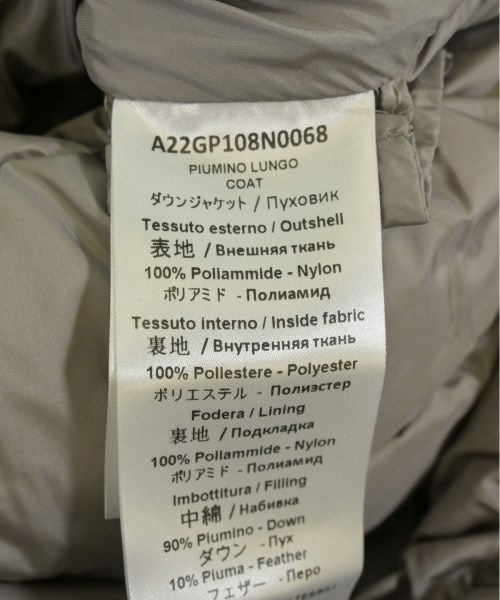 A22GP108N0068
PIUMINO LUNGO
COAT
ダウンジャケット / Пуховик
Tessuto esterno / Outshell
表地 / Внешняя ткань
100% Poliammide - Nylon
ポリアミド - Полиамид
Tessuto interno / Inside fabric
裏地 / Внутренняя ткань
100% Poliestere - Polyester
ポリエステル - Полиэстер
Fodera / Lining
裏地 / Подкладка
100% Poliammide - Nylon
ポリアミド - Полиамид
Imbottitura / Filling
中綿 / Набивка
90% Piumino - Down
ダウン - Пух
10% Piuma - Feather
フェザー - Перо